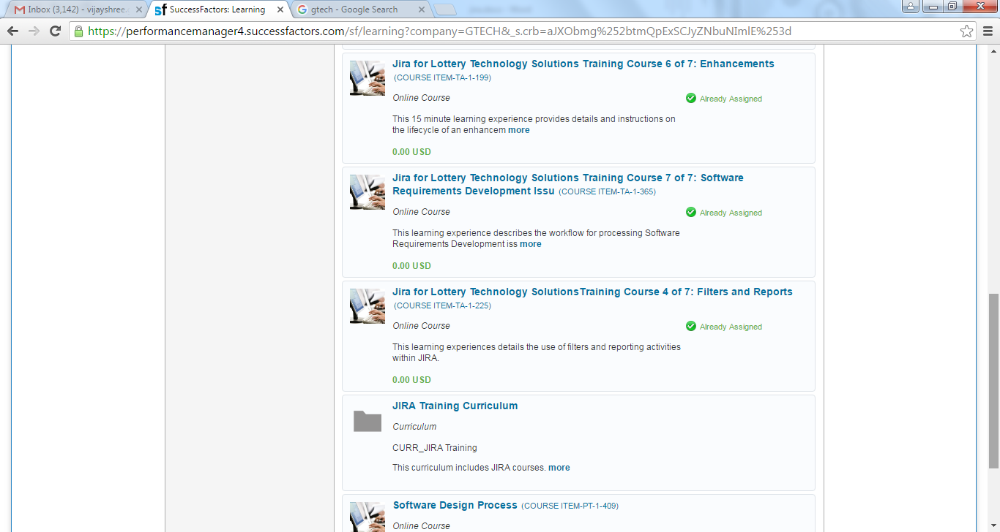 Inbox (3,142) - vijayshree.
SuccessFactors: Learning
gtech - Google Search
https://performancemanager4.successfactors.com/sf/learning?company=GTECH&_s.crb=aJXObmg%252btmQpExSCJyZNbuNImlE%253d
Jira for Lottery Technology Solutions Training Course 6 of 7: Enhancements
(COURSE ITEM-TA-1-199)
Online Course
Already Assigned
This 15 minute learning experience provides details and instructions on
the lifecycle of an enhancem more
0.00 USD
Jira for Lottery Technology Solutions Training Course 7 of 7: Software
Requirements Development Issu (COURSE ITEM-TA-1-365)
Online Course
Already Assigned
This learning experience describes the workflow for processing Software
Requirements Development iss more
0.00 USD
Jira for Lottery Technology SolutionsTraining Course 4 of 7: Filters and Reports
(COURSE ITEM-TA-1-225)
Online Course
Already Assigned
This learning experiences details the use of filters and reporting activities
within JIRA.
0.00 USD
JIRA Training Curriculum
Curriculum
CURR_JIRA Training
This curriculum includes JIRA courses. more
Software Design Process (COURSE ITEM-PT-1-409)
Online Course